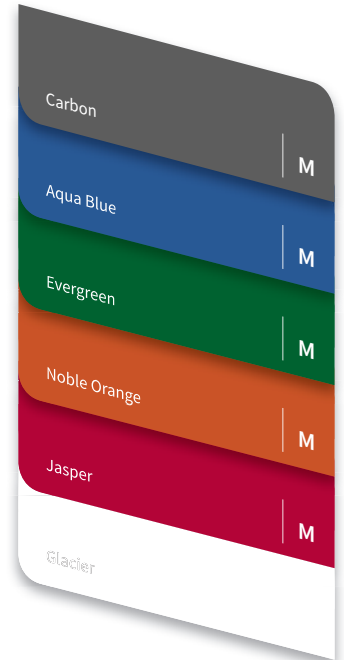 Carbon
M
Aqua Blue
M
Evergreen
M
Noble Orange
M
Jasper
M
Glacier